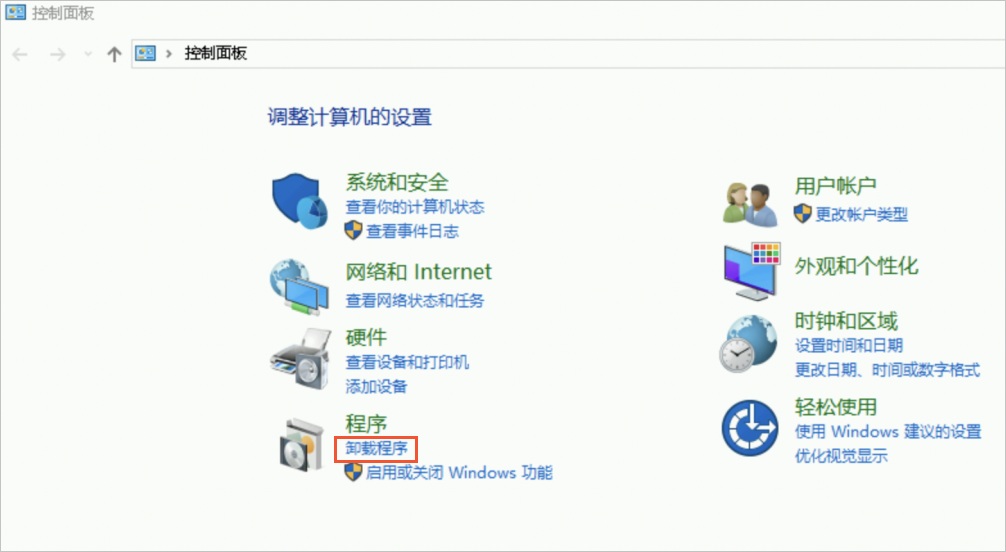 控制面板
控制面板
调整计算机的设置
系统和安全
查看你的计算机状态
查看事件日志
网络和 Internet
查看网络状态和任务
硬件
查看设备和打印机
添加设备
程序
卸载程序
启用或关闭 Windows 功能
用户帐户
更改帐户类型
外观和个性化
时钟和区域
设置时间和日期
更改日期、时间或数字格式
轻松使用
使用 Windows 建议的设置
优化视觉显示